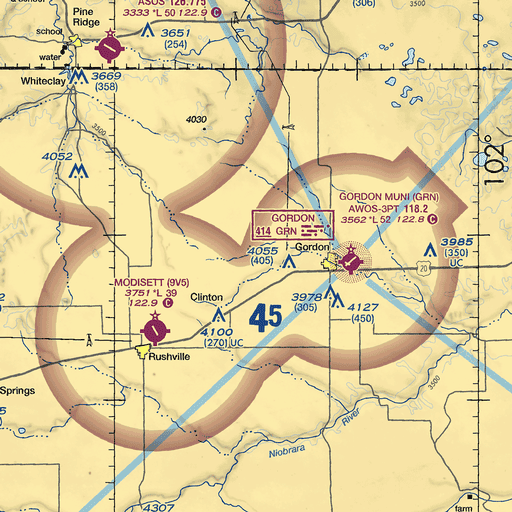 ASOS 126.775
3333 *L 50 122.9 C
(306)
3500
Pine
Ridge
school
water
3651
(254)
Whiteclay
3669
(358)
3500
4030
4052
102°
GORDON MUNI (GRN)
AWOS-3PT 118.2
3562 *L 52 122.8 C
GORDON
414 GRN
Gordon
4055
(405)
3985
(350)
UC
20
MODISETT (9V5)
3751 *L 39
122.9 C
Clinton
3978
(305)
4127
(450)
45
4100
(270) UC
Rushville
Springs
3500
Niobrara
River
4307
farm